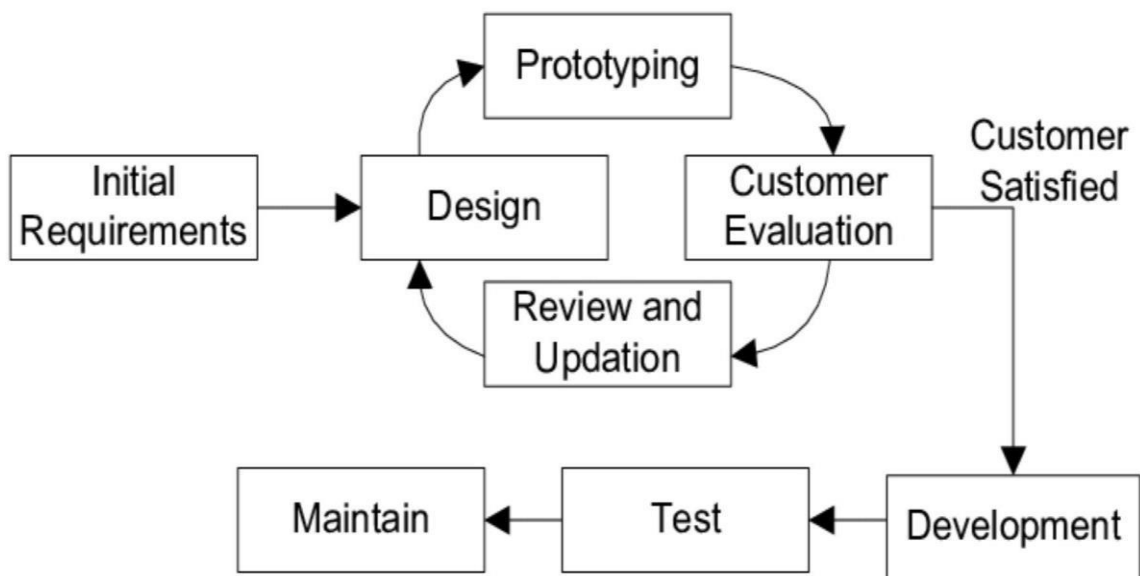 Prototyping
Customer
Satisfied
Initial
Requirements
Design
Customer
Evaluation
Review and
Updation
Maintain
Test
Development